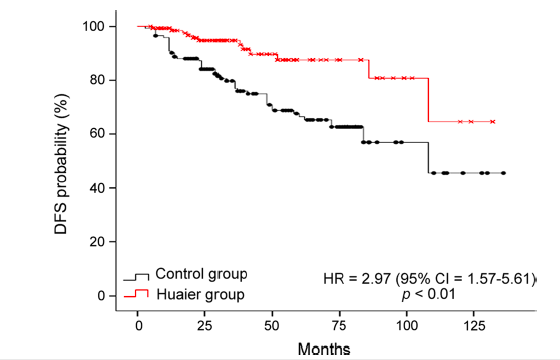 DFS probability (%)
100
80
60
40
20
0
Control group
Huaier group
HR = 2.97 (95% CI = 1.57-5.61)
p < 0.01
0 25 50 75 100 125
Months